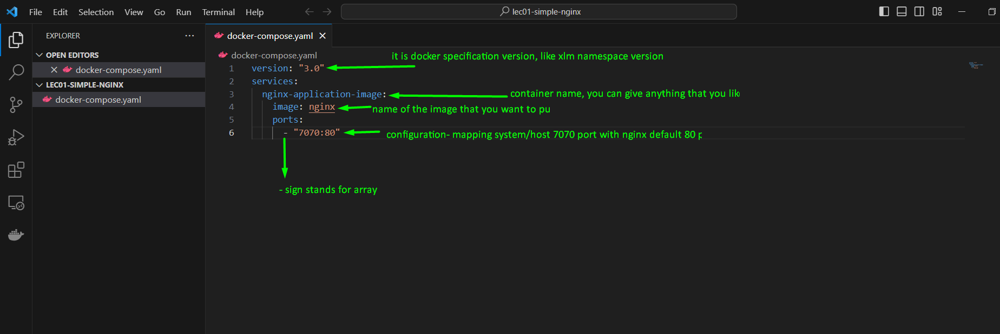 File Edit Selection View Go Run Terminal Help
lec01-simple-nginx
EXPLORER
docker-compose.yaml
OPEN EDITORS
docker-compose.yaml
docker-compose.yaml
it is docker specification version, like xlm namespace version
docker-compose.yaml
1 version: "3.0"
LEC01-SIMPLE-NGINX
2 services:
docker-compose.yaml
3 nginx-application-image:
container name, you can give anything that you lik
4 image: nginx
name of the image that you want to pu
5 ports:
6 - "7070:80"
configuration- mapping system/host 7070 port with nginx default 80 p
- sign stands for array